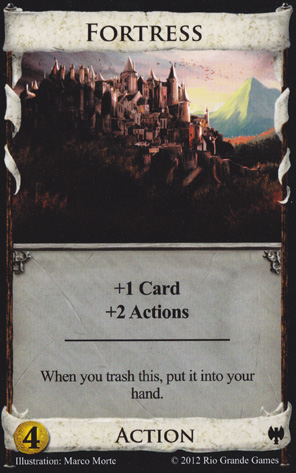 FORTRESS
+1 Card
+2 Actions
When you trash this, put it into your
hand.
4
ACTION
Illustration: Marco Morte
© 2012 Rio Grande Games